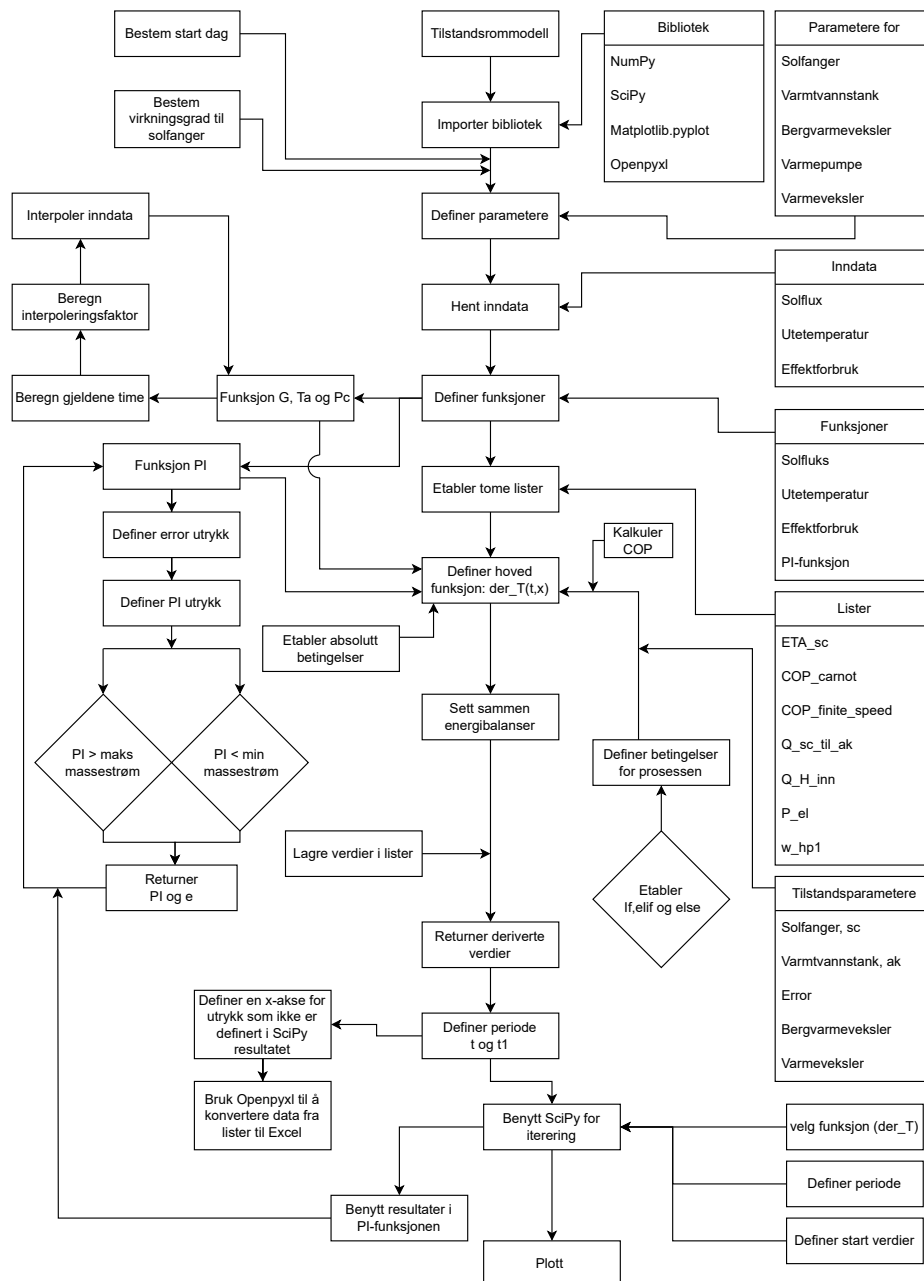 Bestem start dag
Tilstandsrommodell
Bibliotek
NumPy
SciPy
Matplotlib.pyplot
Openpyxl
Parametere for
Solfanger
Varmtvannstank
Bergvarmeveksler
Varmepumpe
Varmeveksler
Bestem
virkningsgrad til
solfanger
Importer bibliotek
Interpoler inndata
Definer parametere
Beregn
interpoleringsfaktor
Hent inndata
Inndata
Solflux
Utetemperatur
Effektforbruk
Beregn gjeldene time
Funksjon G, Ta og Pc
Definer funksjoner
Funksjoner
Solfluks
Utetemperatur
Effektforbruk
PI-funksjon
Funksjon PI
Etabler tome lister
Definer error utrykk
Kalkuler
COP
Definer PI utrykk
Definer hoved
funksjon: der_T(t,x)
Etabler absolutt
betingelser
Lister
ETA_sc
COP_carnot
COP_finite_speed
Q_sc_til_ak
Q_H_inn
P_el
w_hp1
Sett sammen
energibalanser
PI > maks
massestrøm
PI < min
massestrøm
Definer betingelser
for prosessen
Lagre verdier i lister
Returner
PI og e
Etabler
If,elif og else
Tilstandsparametere
Solfanger, sc
Varmtvannstank, ak
Error
Bergvarmeveksler
Varmeveksler
Returner deriverte
verdier
Definer en x-akse for
utrykk som ikke er
definert i SciPy
resultatet
Definer periode
t og t1
Bruk Openpyxl til å
konvertere data fra
lister til Excel
Benytt SciPy for
iterering
velg funksjon (der_T)
Definer periode
Benytt resultater i
PI-funksjonen
Definer start verdier
Plott